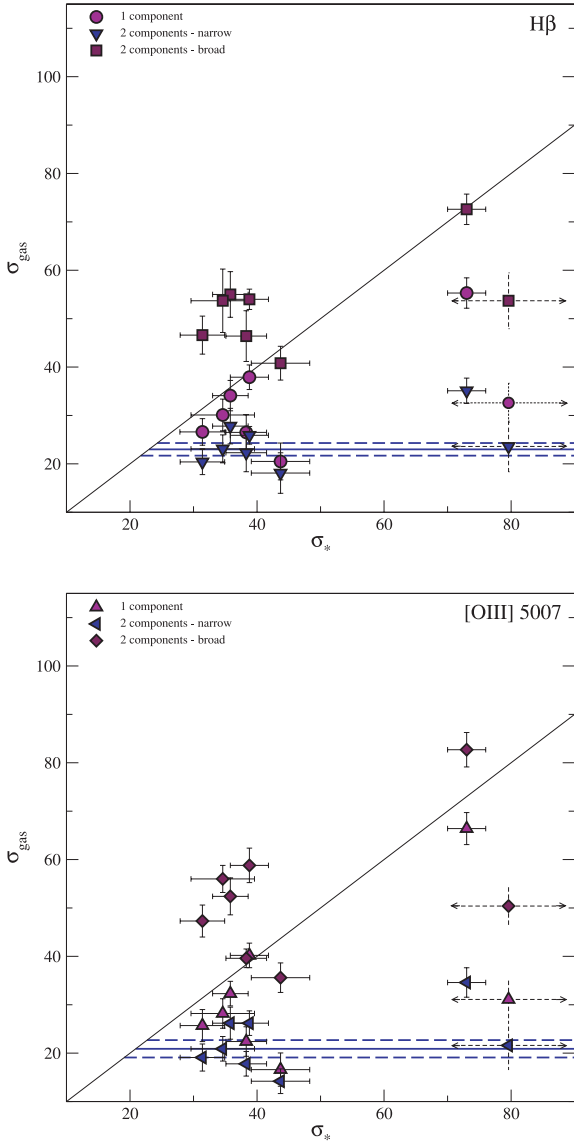 1 component
2 components - narrow
2 components - broad
Hβ
100
80
60
40
20
σgas
20
40
60
80
σ*
1 component
2 components - narrow
2 components - broad
[OIII] 5007
100
80
60
40
20
σgas
20
40
60
80
σ*